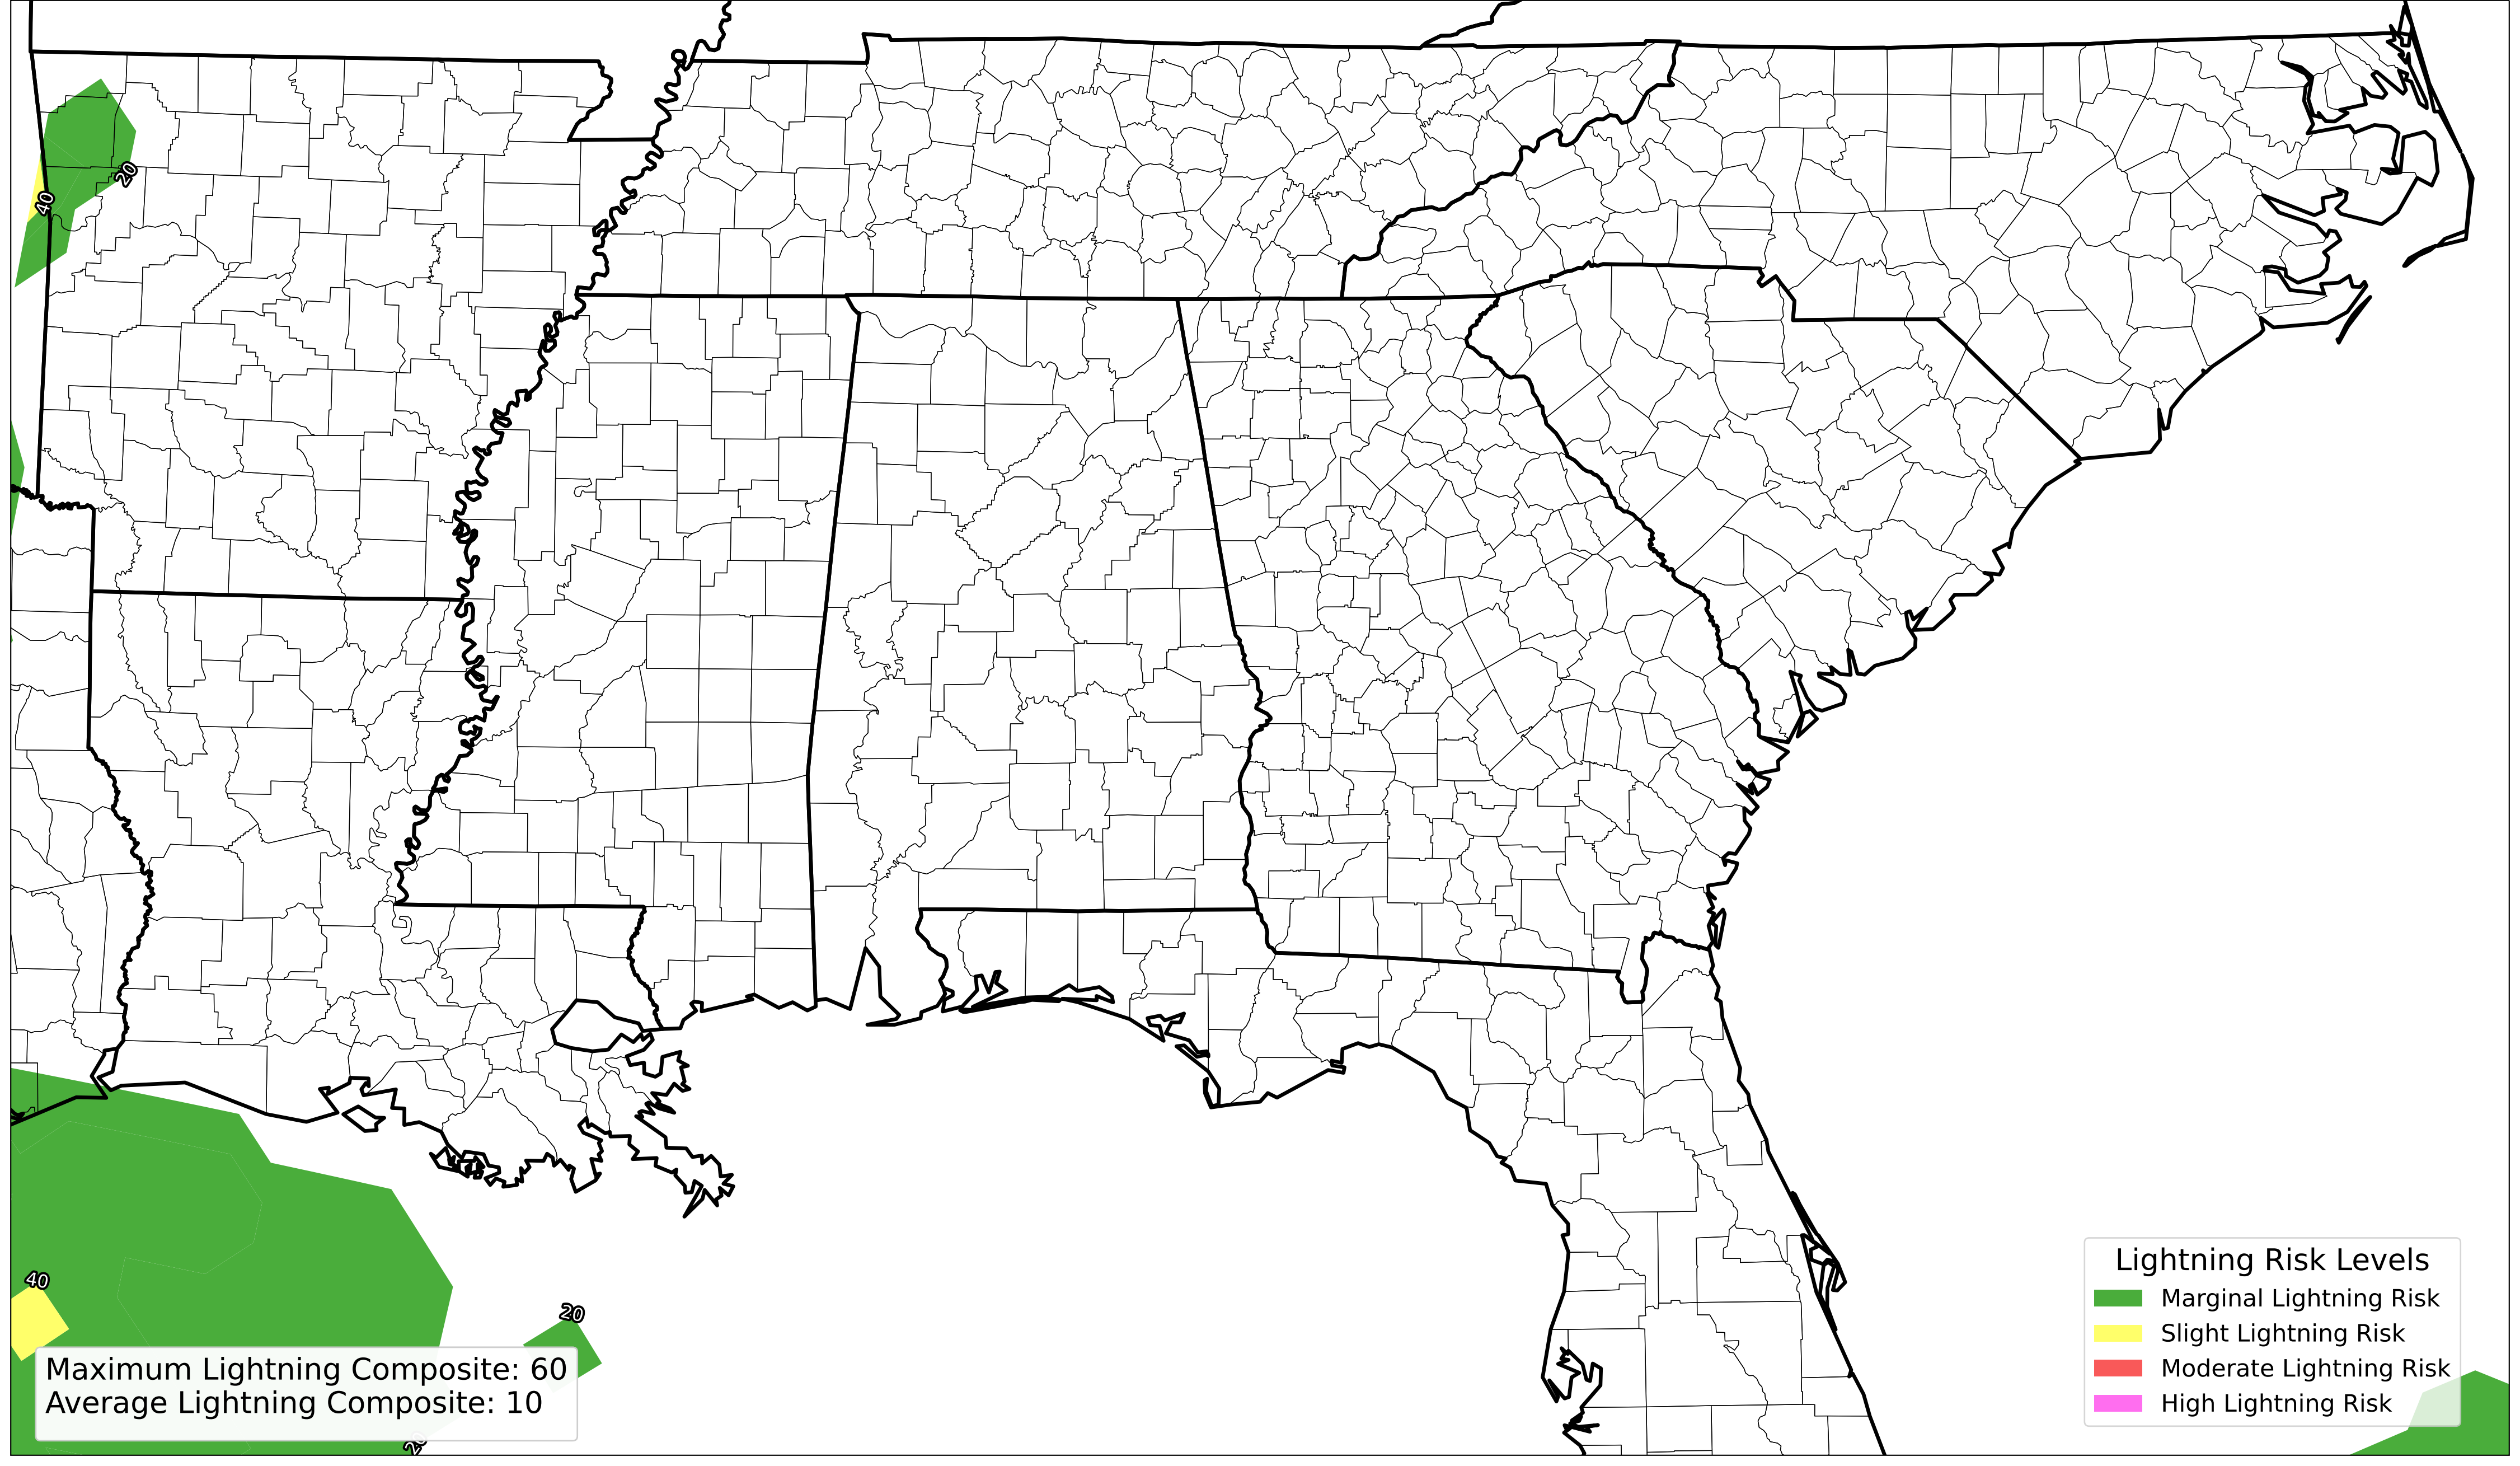 20
40
40
20
20
Maximum Lightning Composite: 60
Average Lightning Composite: 10
Lightning Risk Levels
Marginal Lightning Risk
Slight Lightning Risk
Moderate Lightning Risk
High Lightning Risk